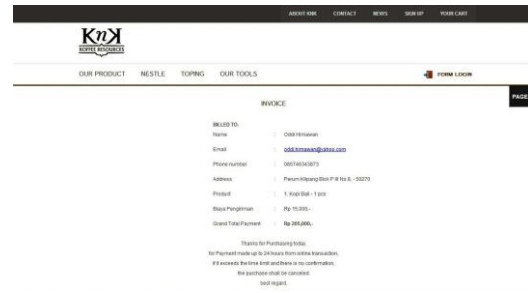 ABOUT KNK CONTACT NEWS SIGN UP YOUR CART
KnK
KOFFEE RESOURCES
OUR PRODUCT NESTLE TOPING OUR TOOLS FORM LOGIN
PAGE
INVOICE
BILLED TO,
Name : Oddi Himawan
Email : oddi.himawan@yahoo.com
Phone number : 085740343873
Address : Perum Klipang Blok P III No 8, - 50270
Product : 1. Kopi Bali - 1 pcs
Biaya Pengiriman : Rp 15,000,-
Grand Total Payment : Rp 205,000,-
Thanks for Purchasing today,
for Payment made up to 24 hours from online transaction,
if it exceeds the time limit and there is no confirmation,
the purchase shall be canceled.
best regard,